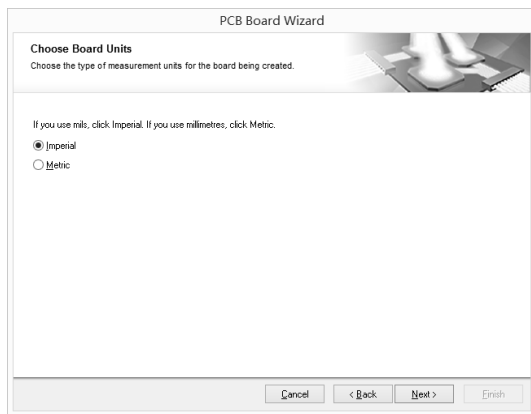 PCB Board Wizard
Choose Board Units
Choose the type of measurement units for the board being created.
If you use mils, click Imperial. If you use millimetres, click Metric.
Imperial
Metric
Cancel
< Back
Next >
Finish